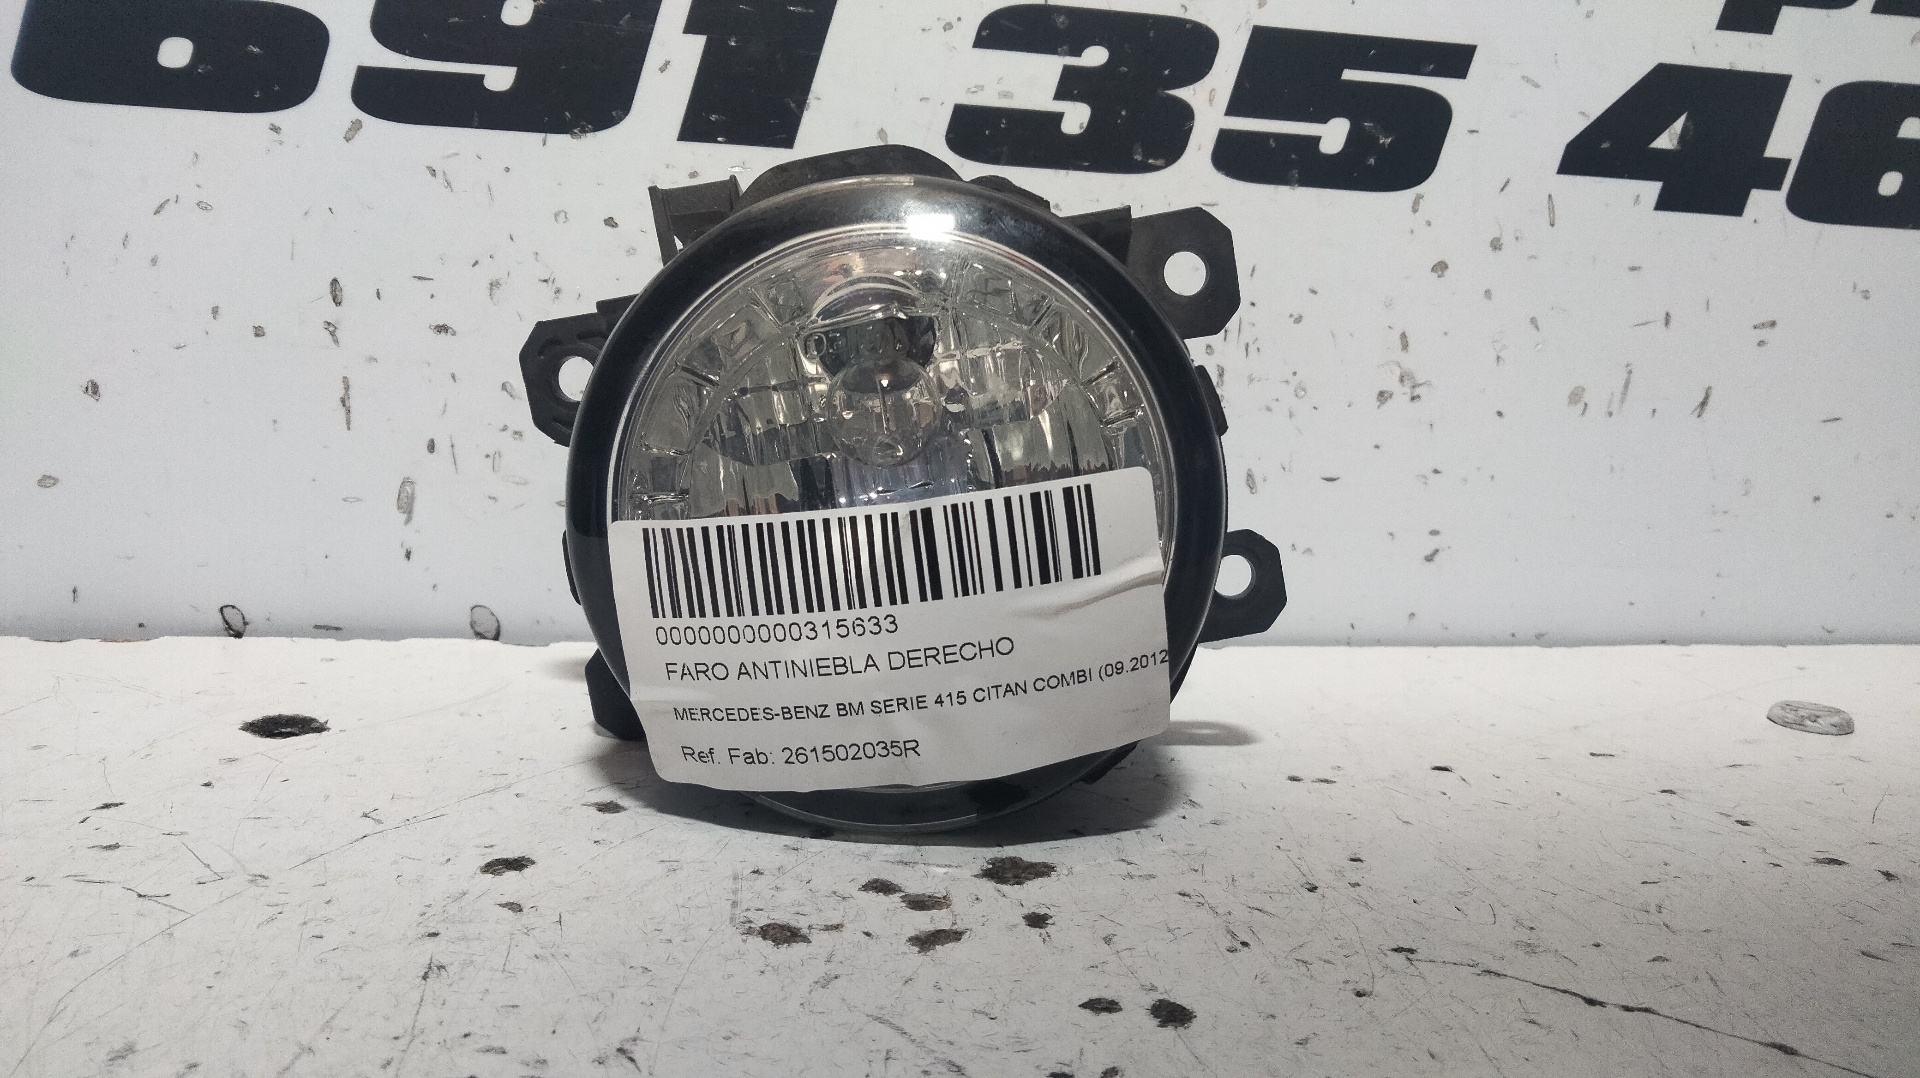 691 35 46
0000000000315633
FARO ANTINIEBLA DERECHO
MERCEDES-BENZ BM SERIE 415 CITAN COMBI (09.2012
Ref. Fab: 261502035R